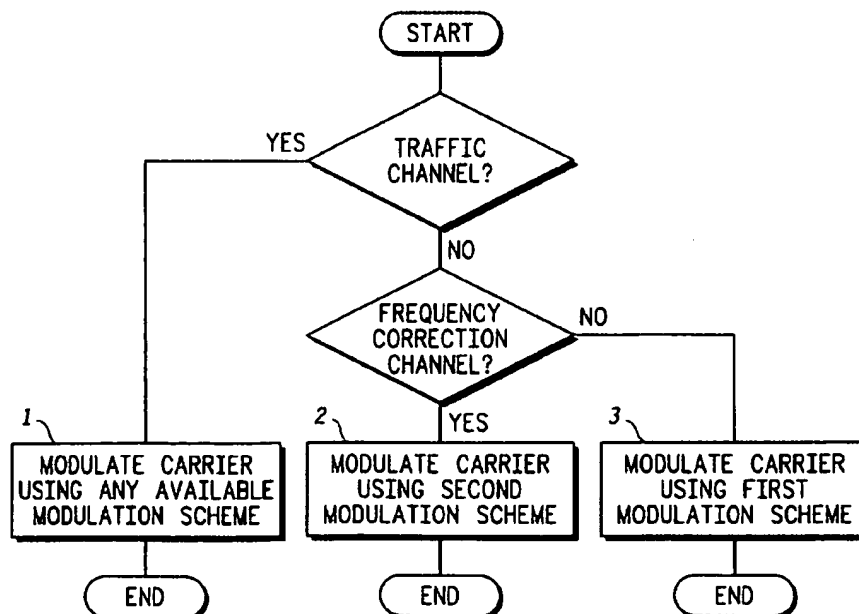 START
YES
TRAFFIC
CHANNEL?
NO
FREQUENCY
CORRECTION
CHANNEL?
NO
YES
1
MODULATE CARRIER
USING ANY AVAILABLE
MODULATION SCHEME
2
MODULATE CARRIER
USING SECOND
MODULATION SCHEME
3
MODULATE CARRIER
USING FIRST
MODULATION SCHEME
END
END
END